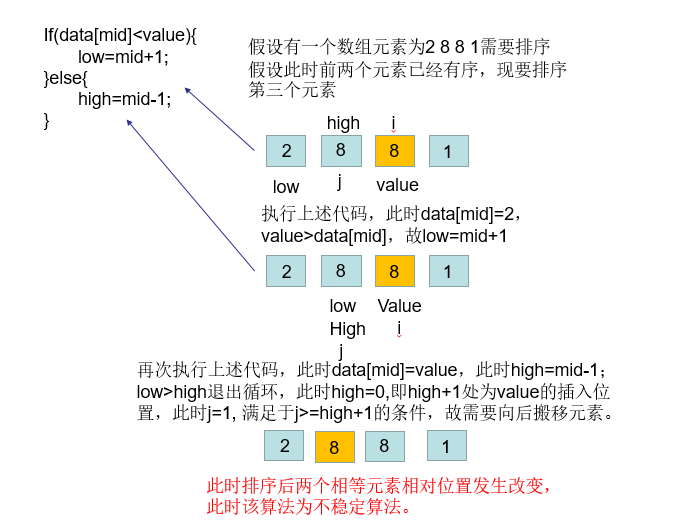 If(data[mid]<value){
low=mid+1;
}else{
high=mid-1;
}
假设有一个数组元素为2 8 8 1需要排序
假设此时前两个元素已经有序，现要排序
第三个元素
high i
2 8 8 1
low j value
执行上述代码，此时data[mid]=2，
value>data[mid]，故low=mid+1
2 8 8 1
low Value
High i
j
再次执行上述代码，此时data[mid]=value，此时high=mid-1；
low>high退出循环，此时high=0,即high+1处为value的插入位
置，此时j=1, 满足于j>=high+1的条件，故需要向后搬移元素。
2 8 8 1
此时排序后两个相等元素相对位置发生改变，
此时该算法为不稳定算法。